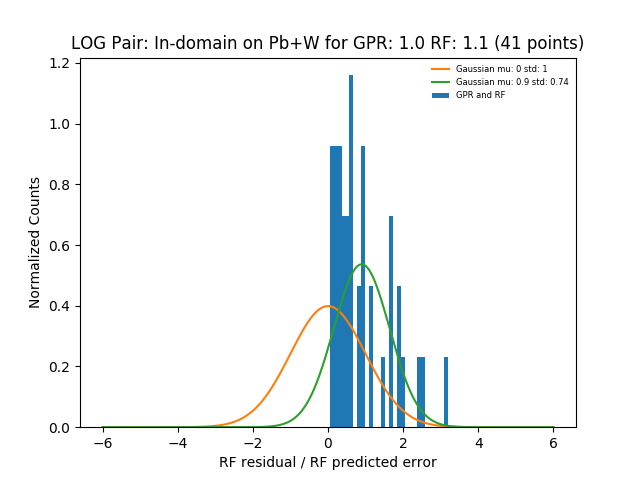 LOG Pair: In-domain on Pb+W for GPR: 1.0 RF: 1.1 (41 points)
Gaussian mu: 0 std: 1
Gaussian mu: 0.9 std: 0.74
GPR and RF
Normalized Counts
1.2
1.0
0.8
0.6
0.4
0.2
0.0
−6 −4 −2 0 2 4 6
RF residual / RF predicted error